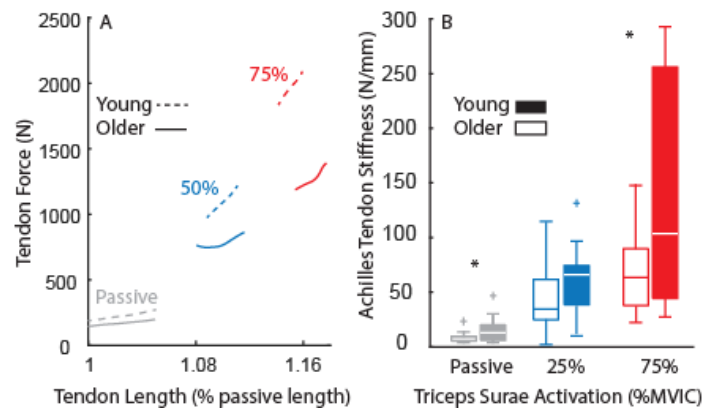 A
2500
2000
1500
1000
500
0
Tendon Force (N)
75%
Young
Older
50%
Passive
1
1.08
1.16
Tendon Length (% passive length)
B
300
250
200
150
100
50
0
Achilles Tendon Stiffness (N/mm)
*
Young
Older
*
Passive
25%
75%
Triceps Surae Activation (%MVIC)